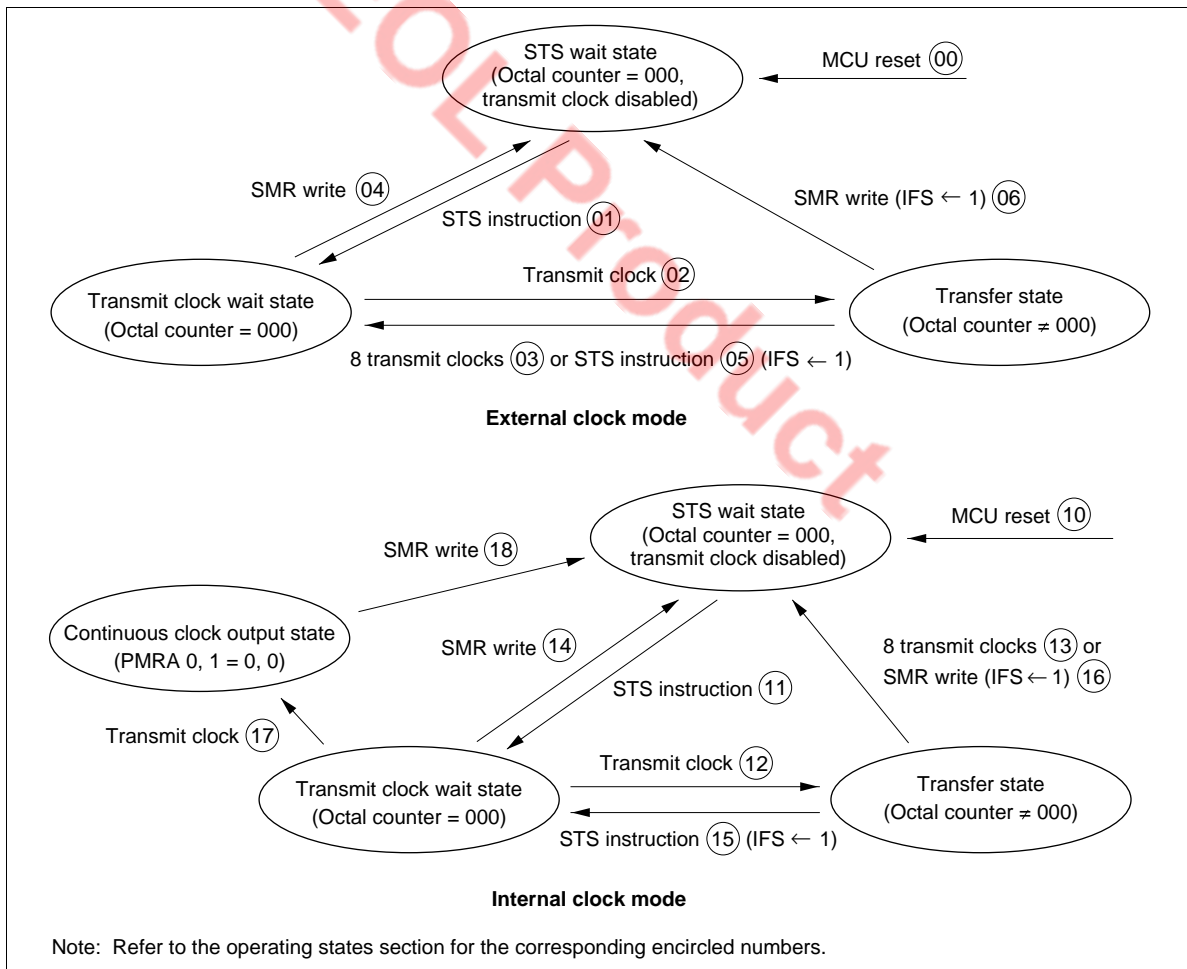 STS wait state
(Octal counter = 000,
transmit clock disabled)
MCU reset 00
SMR write 04
STS instruction 01
SMR write (IFS ← 1) 06
Transmit clock 02
Transmit clock wait state
(Octal counter = 000)
Transfer state
(Octal counter ≠ 000)
8 transmit clocks 03 or STS instruction 05 (IFS ← 1)
External clock mode
STS wait state
(Octal counter = 000,
transmit clock disabled)
MCU reset 10
SMR write 18
Continuous clock output state
(PMRA 0, 1 = 0, 0)
SMR write 14
STS instruction 11
8 transmit clocks 13 or
SMR write (IFS ← 1) 16
Transmit clock 17
Transmit clock 12
Transmit clock wait state
(Octal counter = 000)
Transfer state
(Octal counter ≠ 000)
STS instruction 15 (IFS ← 1)
Internal clock mode
Note: Refer to the operating states section for the corresponding encircled numbers.
OL Product